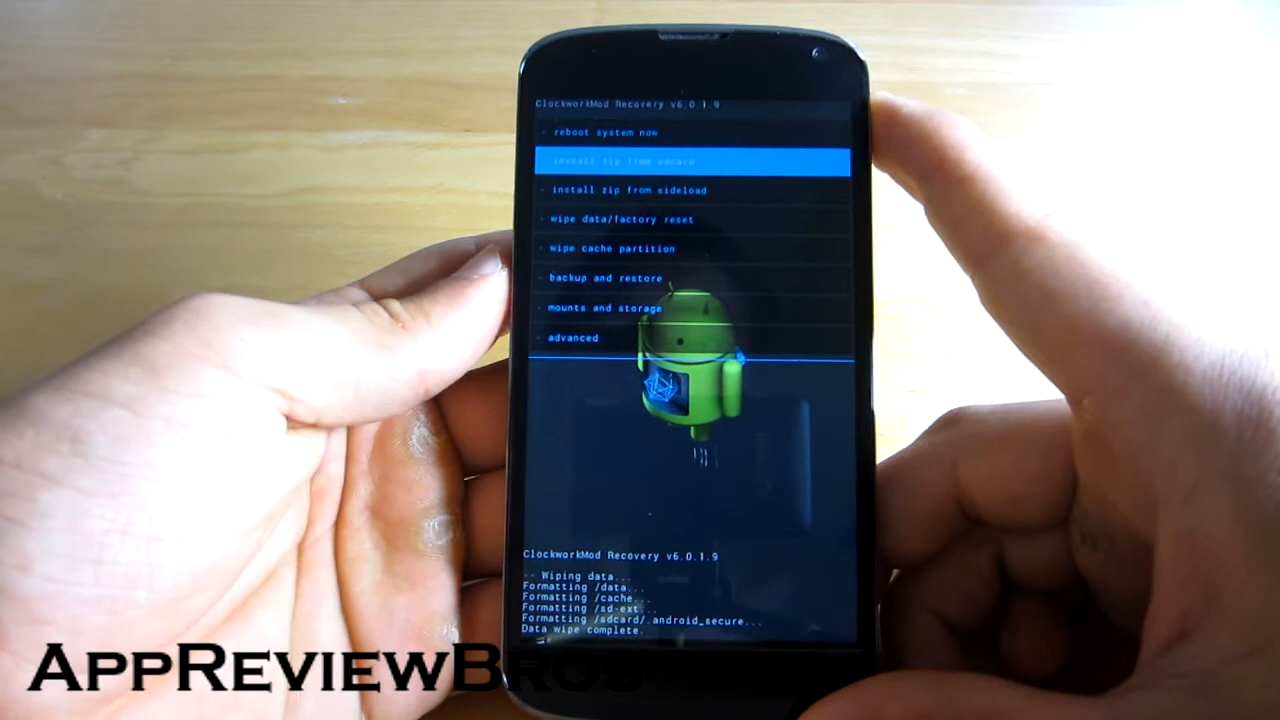 ClockworkMod Recovery v6.0.1.9
- reboot system now
- install zip from sdcard
- install zip from sideload
- wipe data/factory reset
- wipe cache partition
- backup and restore
- mounts and storage
- advanced
ClockworkMod Recovery v6.0.1.9
-- Wiping data...
Formatting /data...
Formatting /cache...
Formatting /sd-ext...
Formatting /sdcard/.android_secure...
Data wipe complete.
AppReviewBros